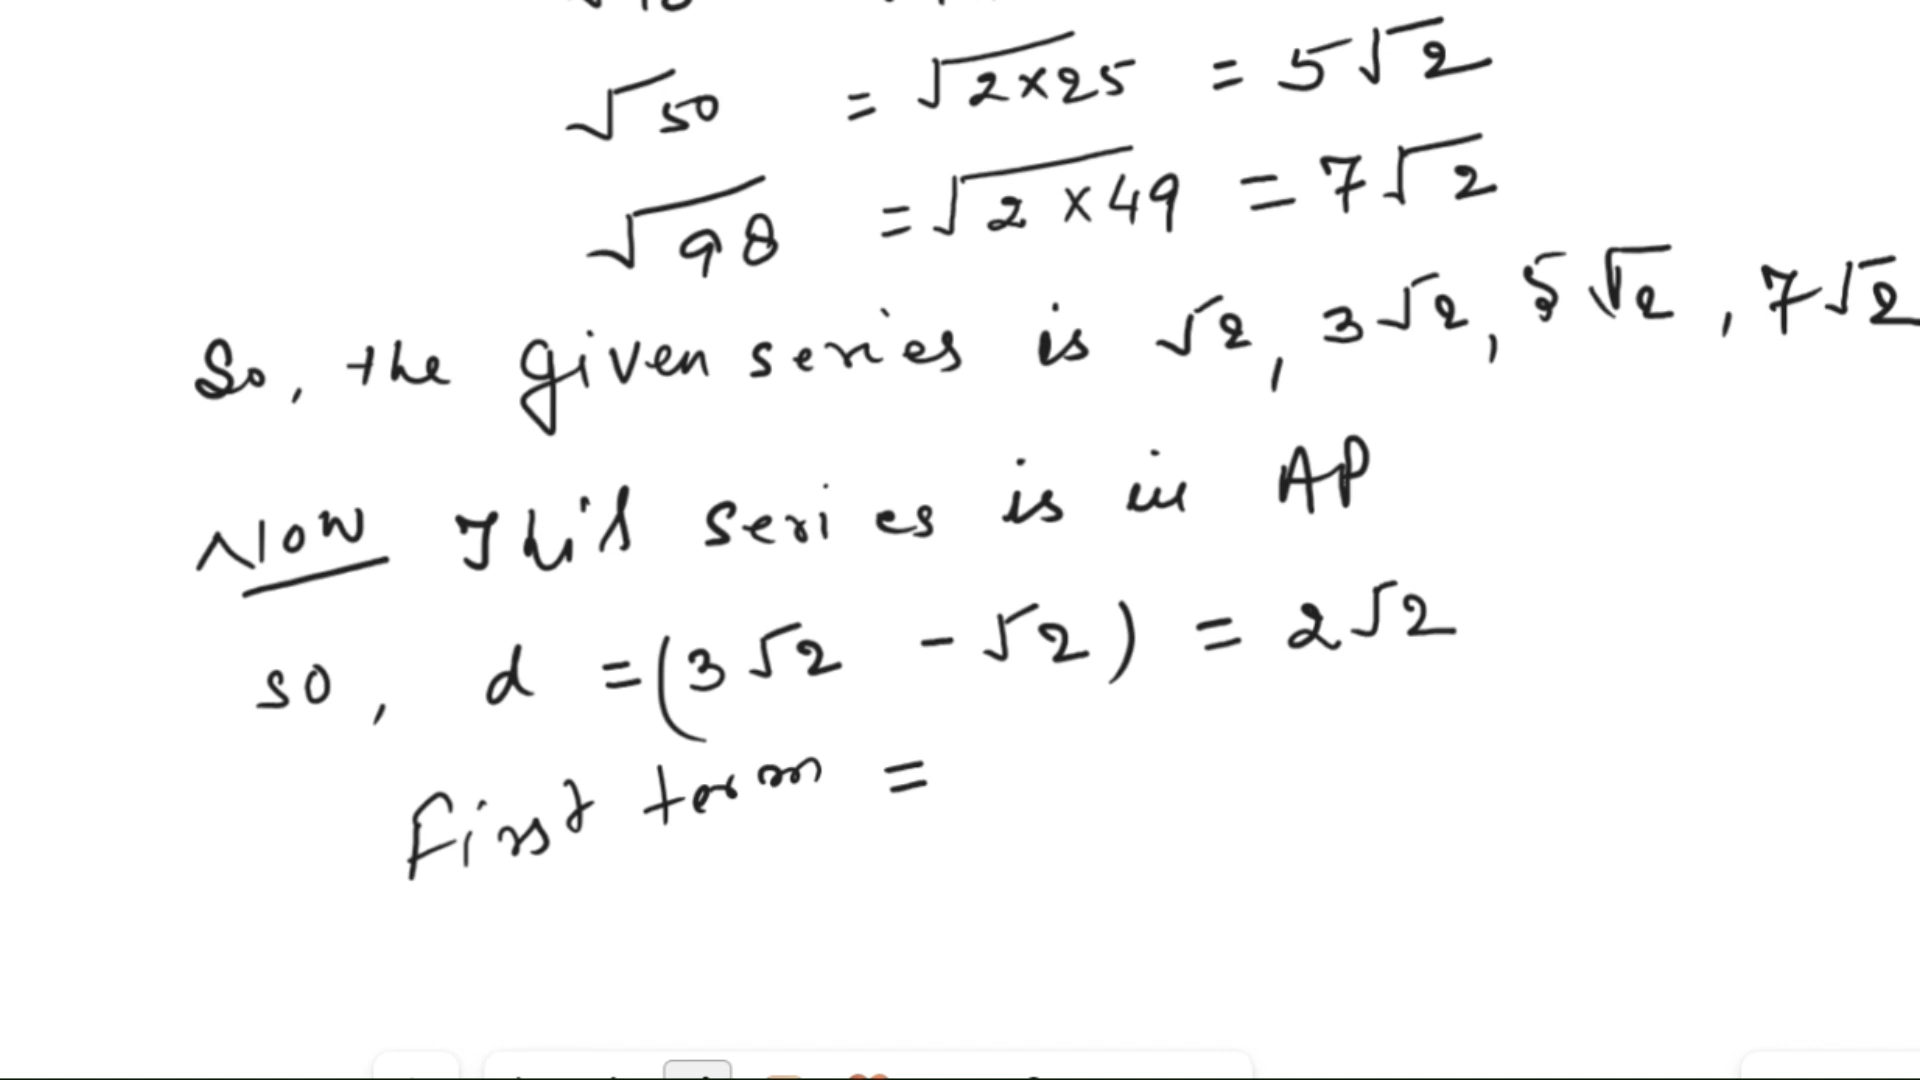 √50 = √2×25 = 5√2
√98 = √2×49 = 7√2
So, the given series is √2, 3√2, 5√2, 7√2
Now This series is in AP
so, d = (3√2 - √2) = 2√2
First term =